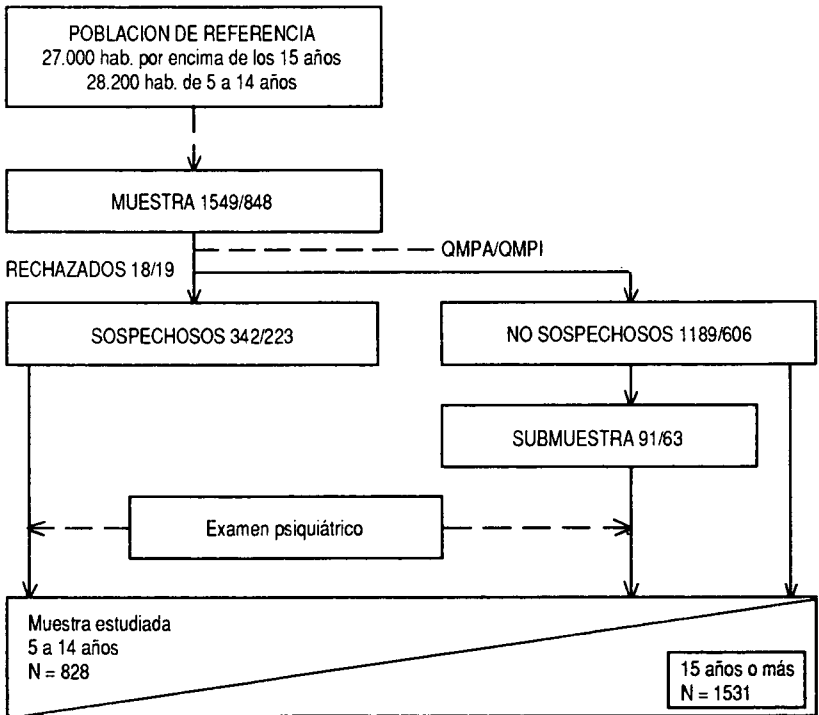 POBLACION DE REFERENCIA
27.000 hab. por encima de los 15 años
28.200 hab. de 5 a 14 años
MUESTRA 1549/848
QMPA/QMPI
RECHAZADOS 18/19
SOSPECHOSOS 342/223
NO SOSPECHOSOS 1189/606
SUBMUESTRA 91/63
Examen psiquiátrico
Muestra estudiada
5 a 14 años
N = 828
15 años o más
N = 1531